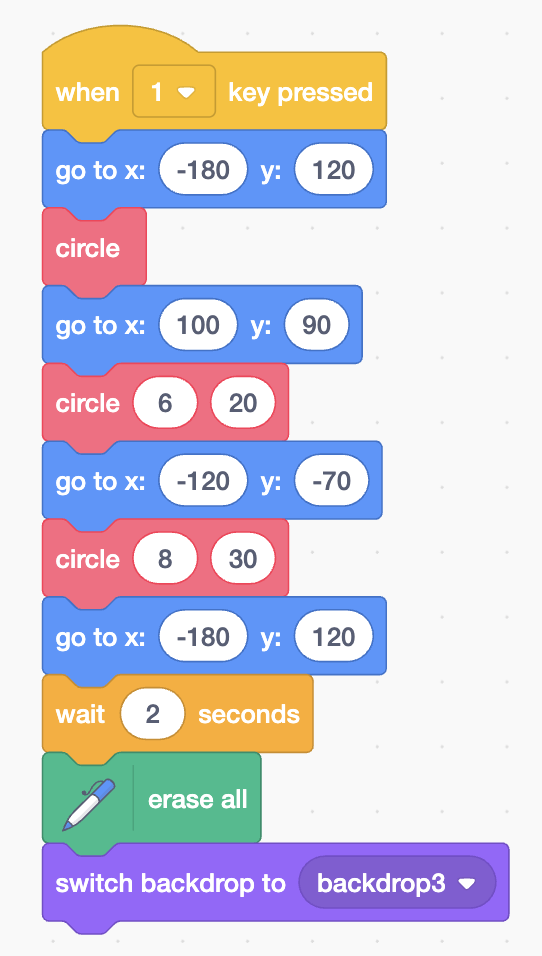 when 1 key pressed
go to x: -180 y: 120
circle
go to x: 100 y: 90
circle 6 20
go to x: -120 y: -70
circle 8 30
go to x: -180 y: 120
wait 2 seconds
erase all
switch backdrop to backdrop3